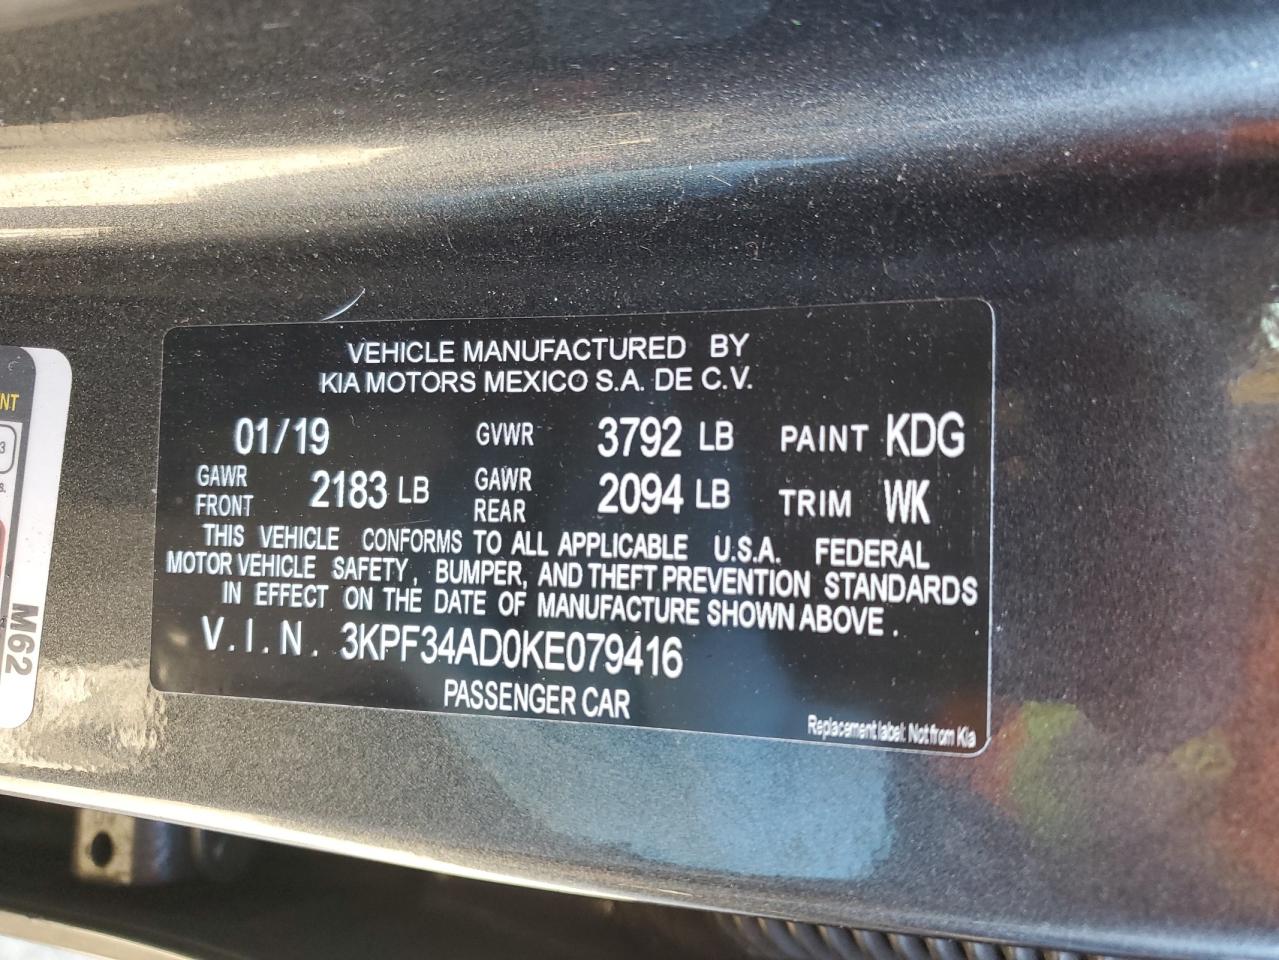 VEHICLE MANUFACTURED BY
KIA MOTORS MEXICO S.A. DE C.V.
01/19 GVWR 3792 LB PAINT KDG
GAWR FRONT 2183 LB GAWR REAR 2094 LB TRIM WK
THIS VEHICLE CONFORMS TO ALL APPLICABLE U.S.A. FEDERAL
MOTOR VEHICLE SAFETY, BUMPER, AND THEFT PREVENTION STANDARDS
IN EFFECT ON THE DATE OF MANUFACTURE SHOWN ABOVE.
V.I.N. 3KPF34AD0KE079416
PASSENGER CAR
Replacement label: Not from Kia
M62